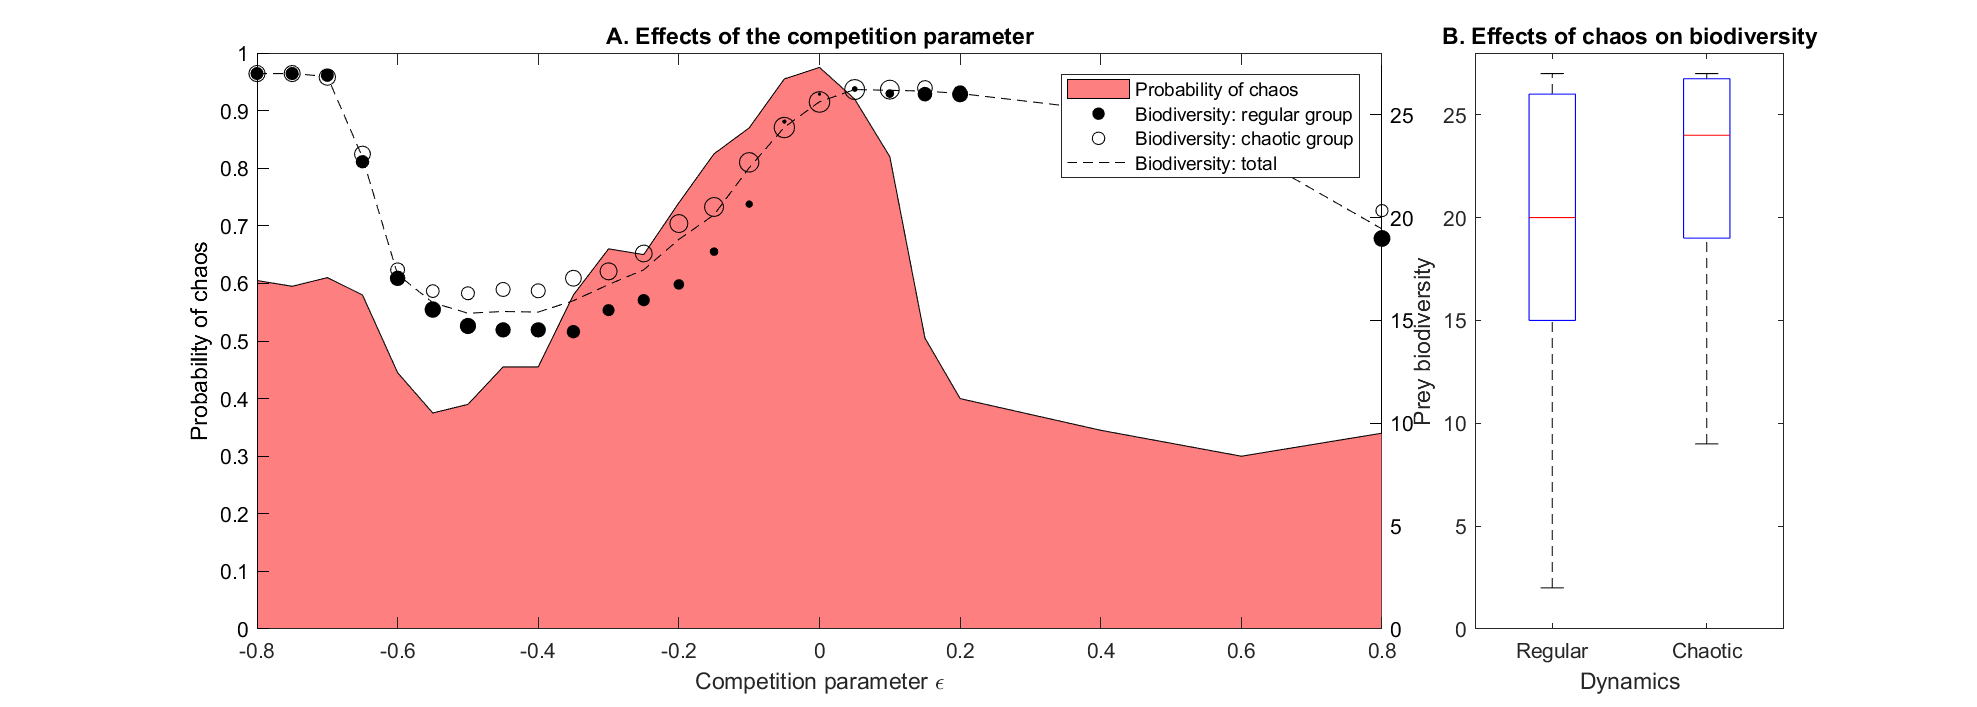 A. Effects of the competition parameter
B. Effects of chaos on biodiversity
1
0.9
0.8
0.7
0.6
0.5
0.4
0.3
0.2
0.1
0
Probability of chaos
Probability of chaos
Biodiversity: regular group
Biodiversity: chaotic group
Biodiversity: total
25
20
15
10
5
0
Prey biodiversity
-0.8 -0.6 -0.4 -0.2 0 0.2 0.4 0.6 0.8
Competition parameter ϵ
25
20
15
10
5
0
Regular Chaotic
Dynamics